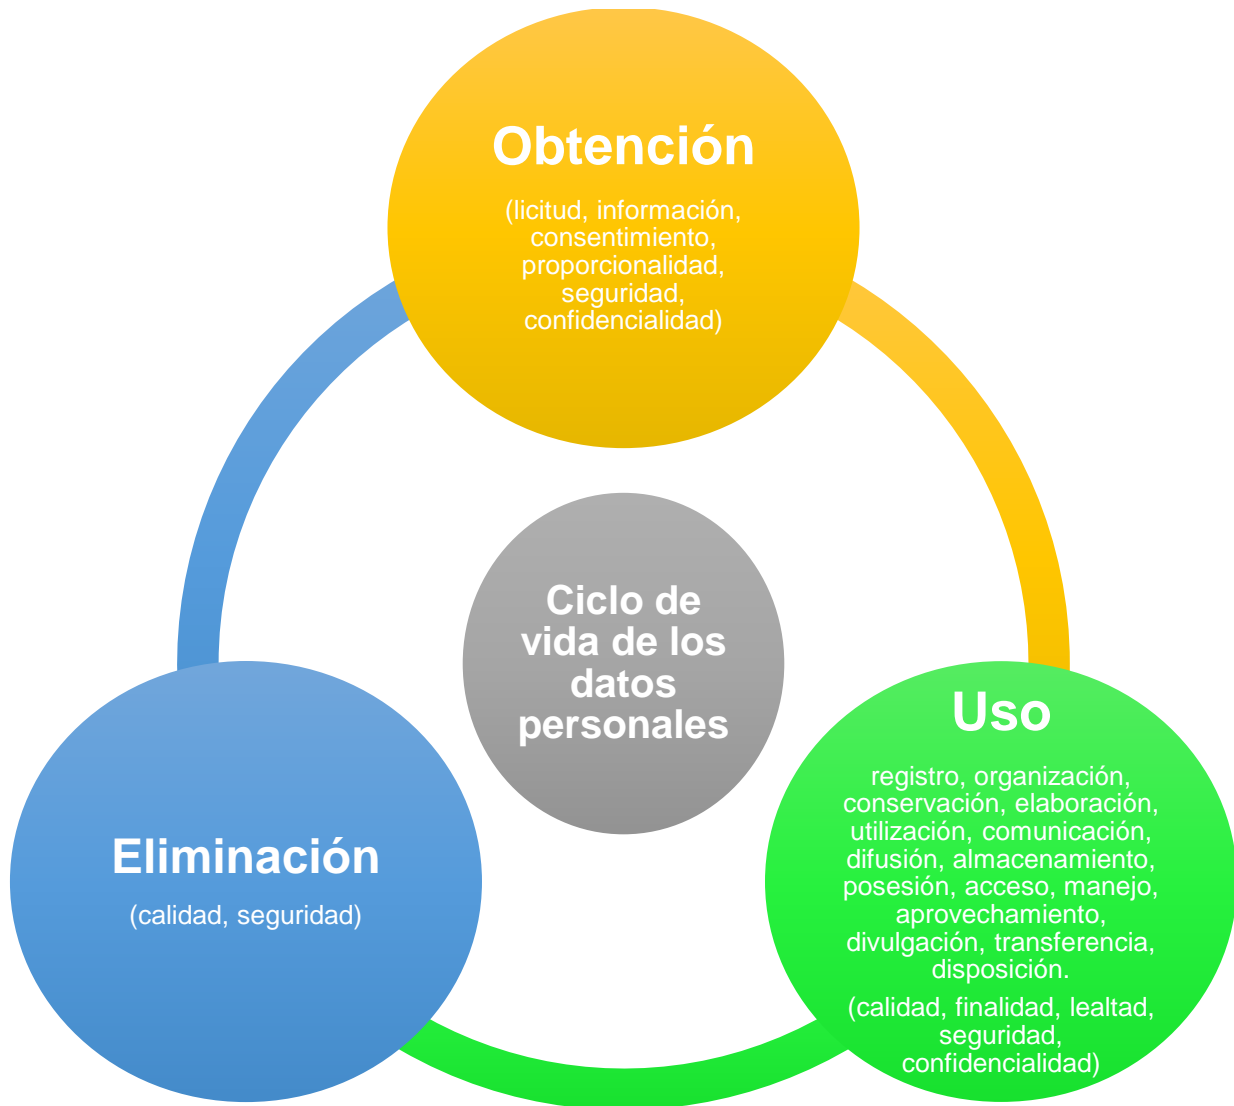 Obtención
(licitud, información,
consentimiento,
proporcionalidad,
seguridad,
confidencialidad)
Ciclo de
vida de los
datos
personales
Uso
registro, organización,
conservación, elaboración,
utilización, comunicación,
difusión, almacenamiento,
posesión, acceso, manejo,
aprovechamiento,
divulgación, transferencia,
disposición.
(calidad, finalidad, lealtad,
seguridad,
confidencialidad)
Eliminación
(calidad, seguridad)